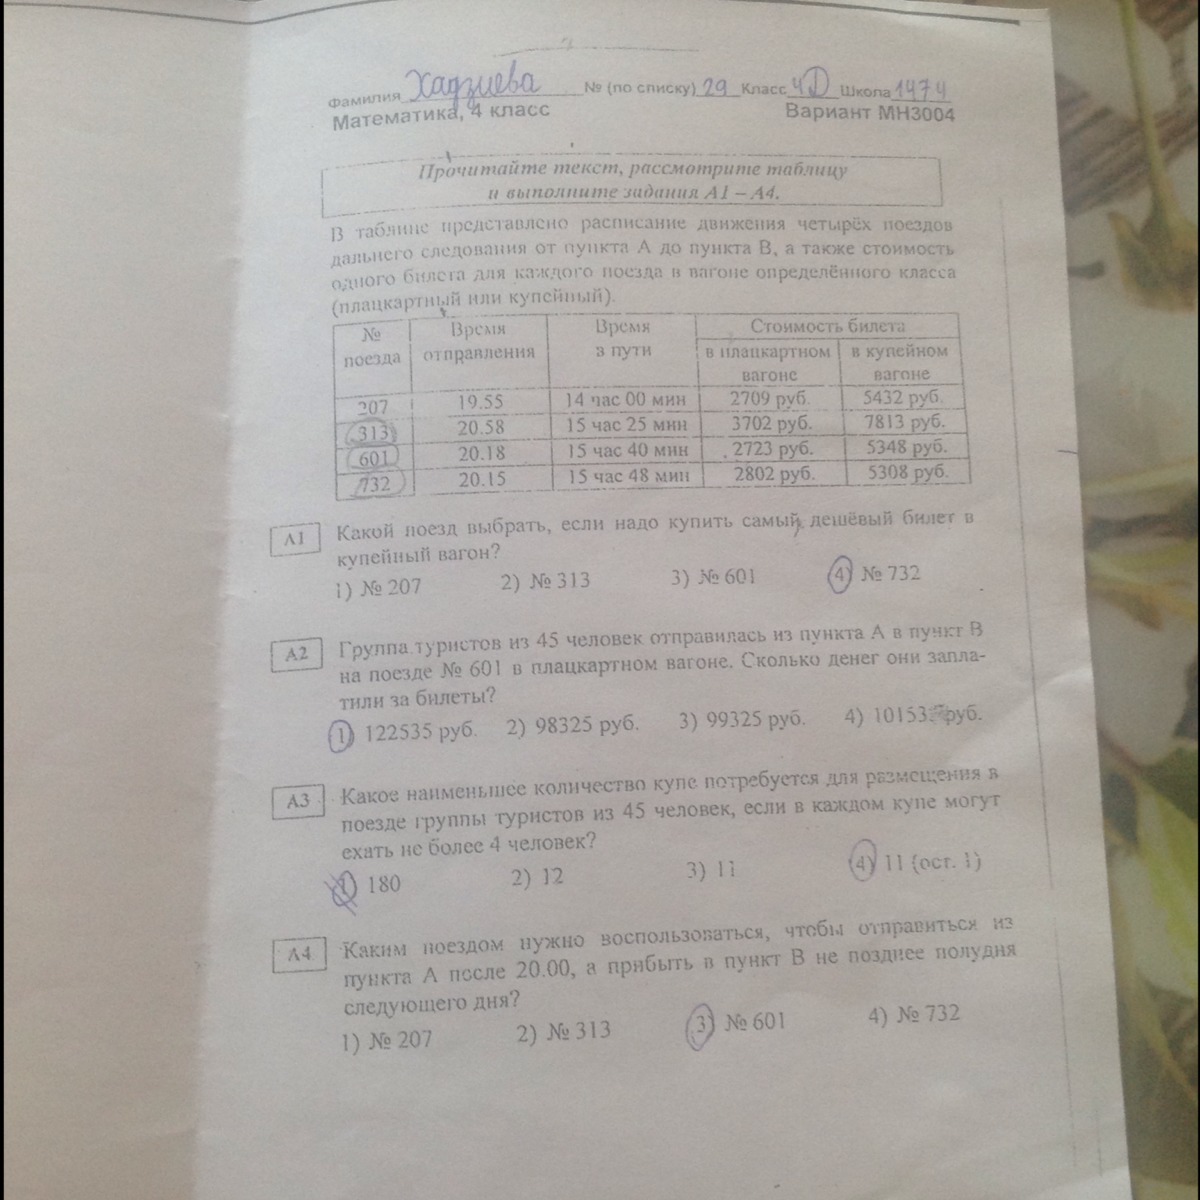 Фамилия Хадзиева № (по списку) 29 Класс 4Д Школа 1474
Математика, 4 класс Вариант МН3004
Прочитайте текст, рассмотрите таблицу
и выполните задания А1 – А4.
В таблице представлено расписание движения четырёх поездов
дальнего следования от пункта А до пункта В, а также стоимость
одного билета для каждого поезда в вагоне определённого класса
(плацкартный или купейный).
№ поезда Время отправления Время в пути Стоимость билета
в плацкартном вагоне в купейном вагоне
207 19.55 14 час 00 мин 2709 руб. 5432 руб.
313 20.58 15 час 25 мин 3702 руб. 7813 руб.
601 20.18 15 час 40 мин 2723 руб. 5348 руб.
732 20.15 15 час 48 мин 2802 руб. 5308 руб.
А1 Какой поезд выбрать, если надо купить самый дешёвый билет в
купейный вагон?
1) № 207 2) № 313 3) № 601 4) № 732
А2 Группа туристов из 45 человек отправилась из пункта А в пункт В
на поезде № 601 в плацкартном вагоне. Сколько денег они запла-
тили за билеты?
1) 122535 руб. 2) 98325 руб. 3) 99325 руб. 4) руб.
А3 Какое наименьшее количество купе потребуется для размещения в
поезде группы туристов из 45 человек, если в каждом купе могут
ехать не более 4 человек?
1) 180 2) 12 3) 11 4) 11 (ост. 1)
А4 Каким поездом нужно воспользоваться, чтобы отправиться из
пункта А после 20.00, а прибыть в пункт В не позднее полудня
следующего дня?
1) № 207 2) № 313 3) № 601 4) № 732